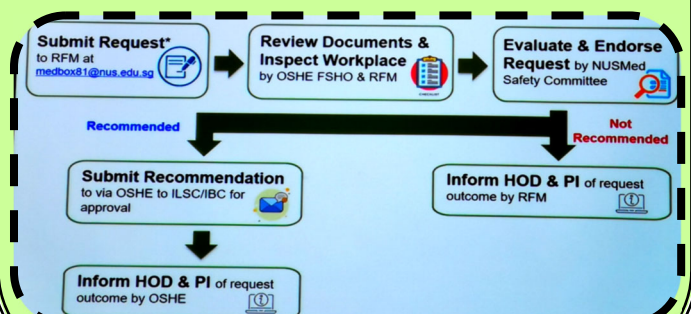 Submit Request*
to RFM at
medbox81@nus.edu.sg
Review Documents &
Inspect Workplace
by OSHE FSHO & RFM
CHECKLIST
Evaluate & Endorse
Request by NUSMed
Safety Committee
Recommended
Not
Recommended
Submit Recommendation
to via OSHE to ILSC/IBC for
approval
Inform HOD & PI of request
outcome by RFM
Inform HOD & PI of request
outcome by OSHE